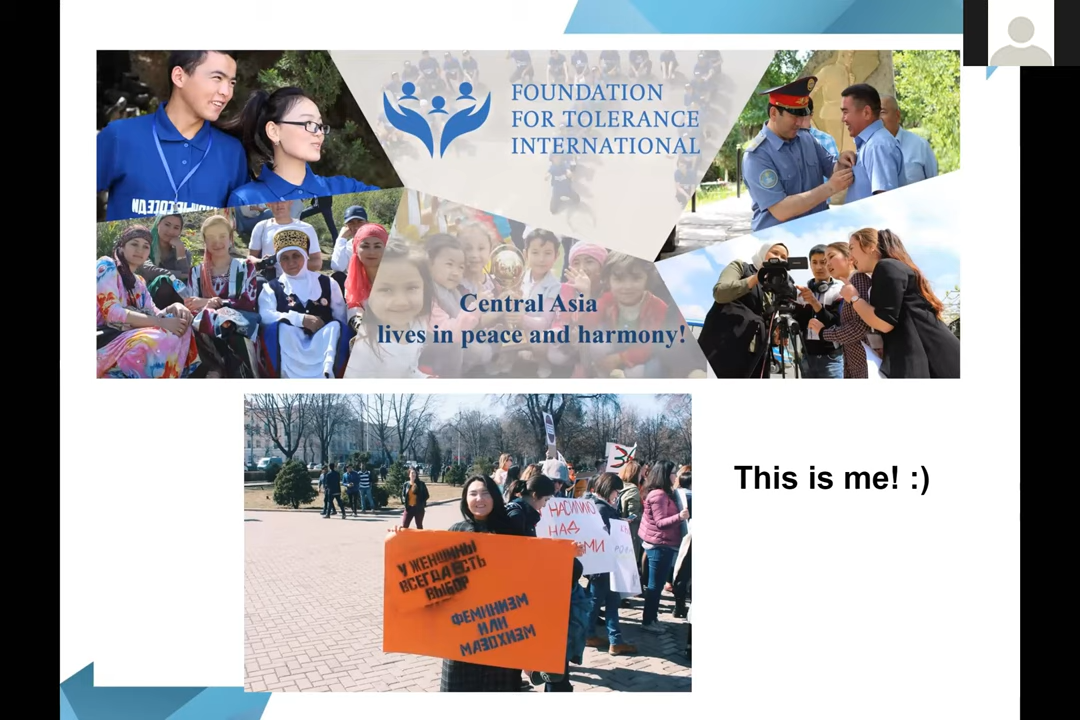 FOUNDATION
FOR TOLERANCE
INTERNATIONAL
Central Asia
lives in peace and harmony!
This is me! :)
НАСИЛИЮ
НАД
У ЖЕНЩИНЫ
ВСЕГДА ЕСТЬ
ВЫБОР
ФЕМИНИЗМ
ИЛИ
МАЗОХИЗМ